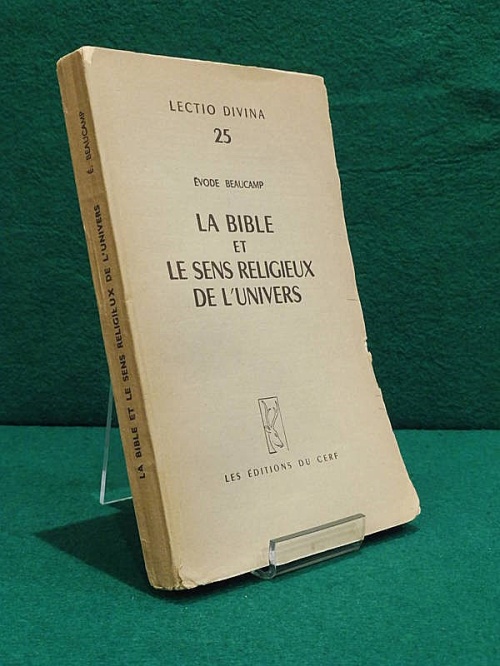 LECTIO DIVINA
25
ÉVODE BEAUCAMP
LA BIBLE
ET
LE SENS RELIGIEUX
DE L'UNIVERS
LES ÉDITIONS DU CERF
LA BIBLE ET LE SENS RELIGIEUX DE L'UNIVERS É. BEAUCAMP